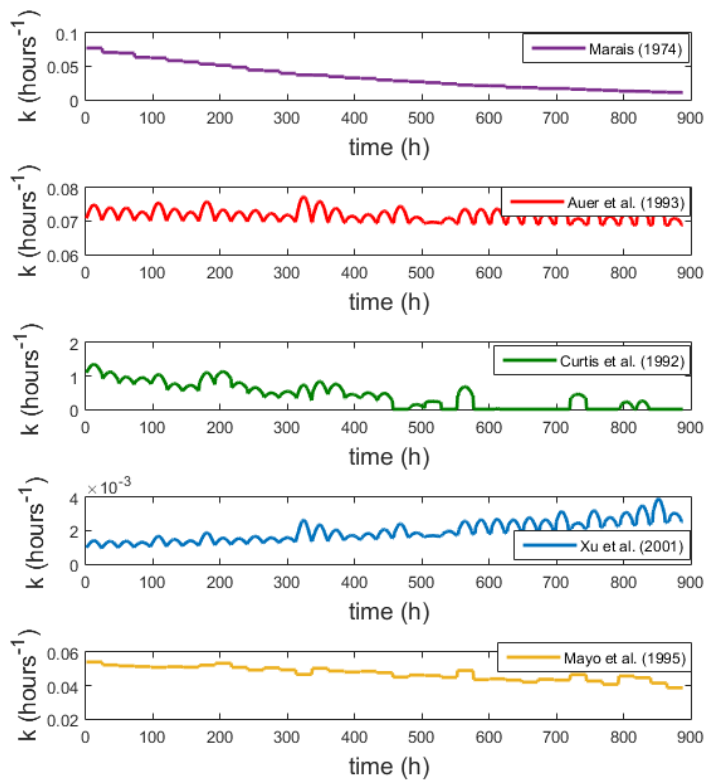 0.1
0.05
0
k (hours-1)
Marais (1974)
0 100 200 300 400 500 600 700 800 900
time (h)
0.08
0.07
0.06
k (hours-1)
Auer et al. (1993)
0 100 200 300 400 500 600 700 800 900
time (h)
2
1
0
k (hours-1)
Curtis et al. (1992)
0 100 200 300 400 500 600 700 800 900
time (h)
×10-3
4
2
0
k (hours-1)
Xu et al. (2001)
0 100 200 300 400 500 600 700 800 900
time (h)
0.06
0.04
0.02
k (hours-1)
Mayo et al. (1995)
0 100 200 300 400 500 600 700 800 900
time (h)